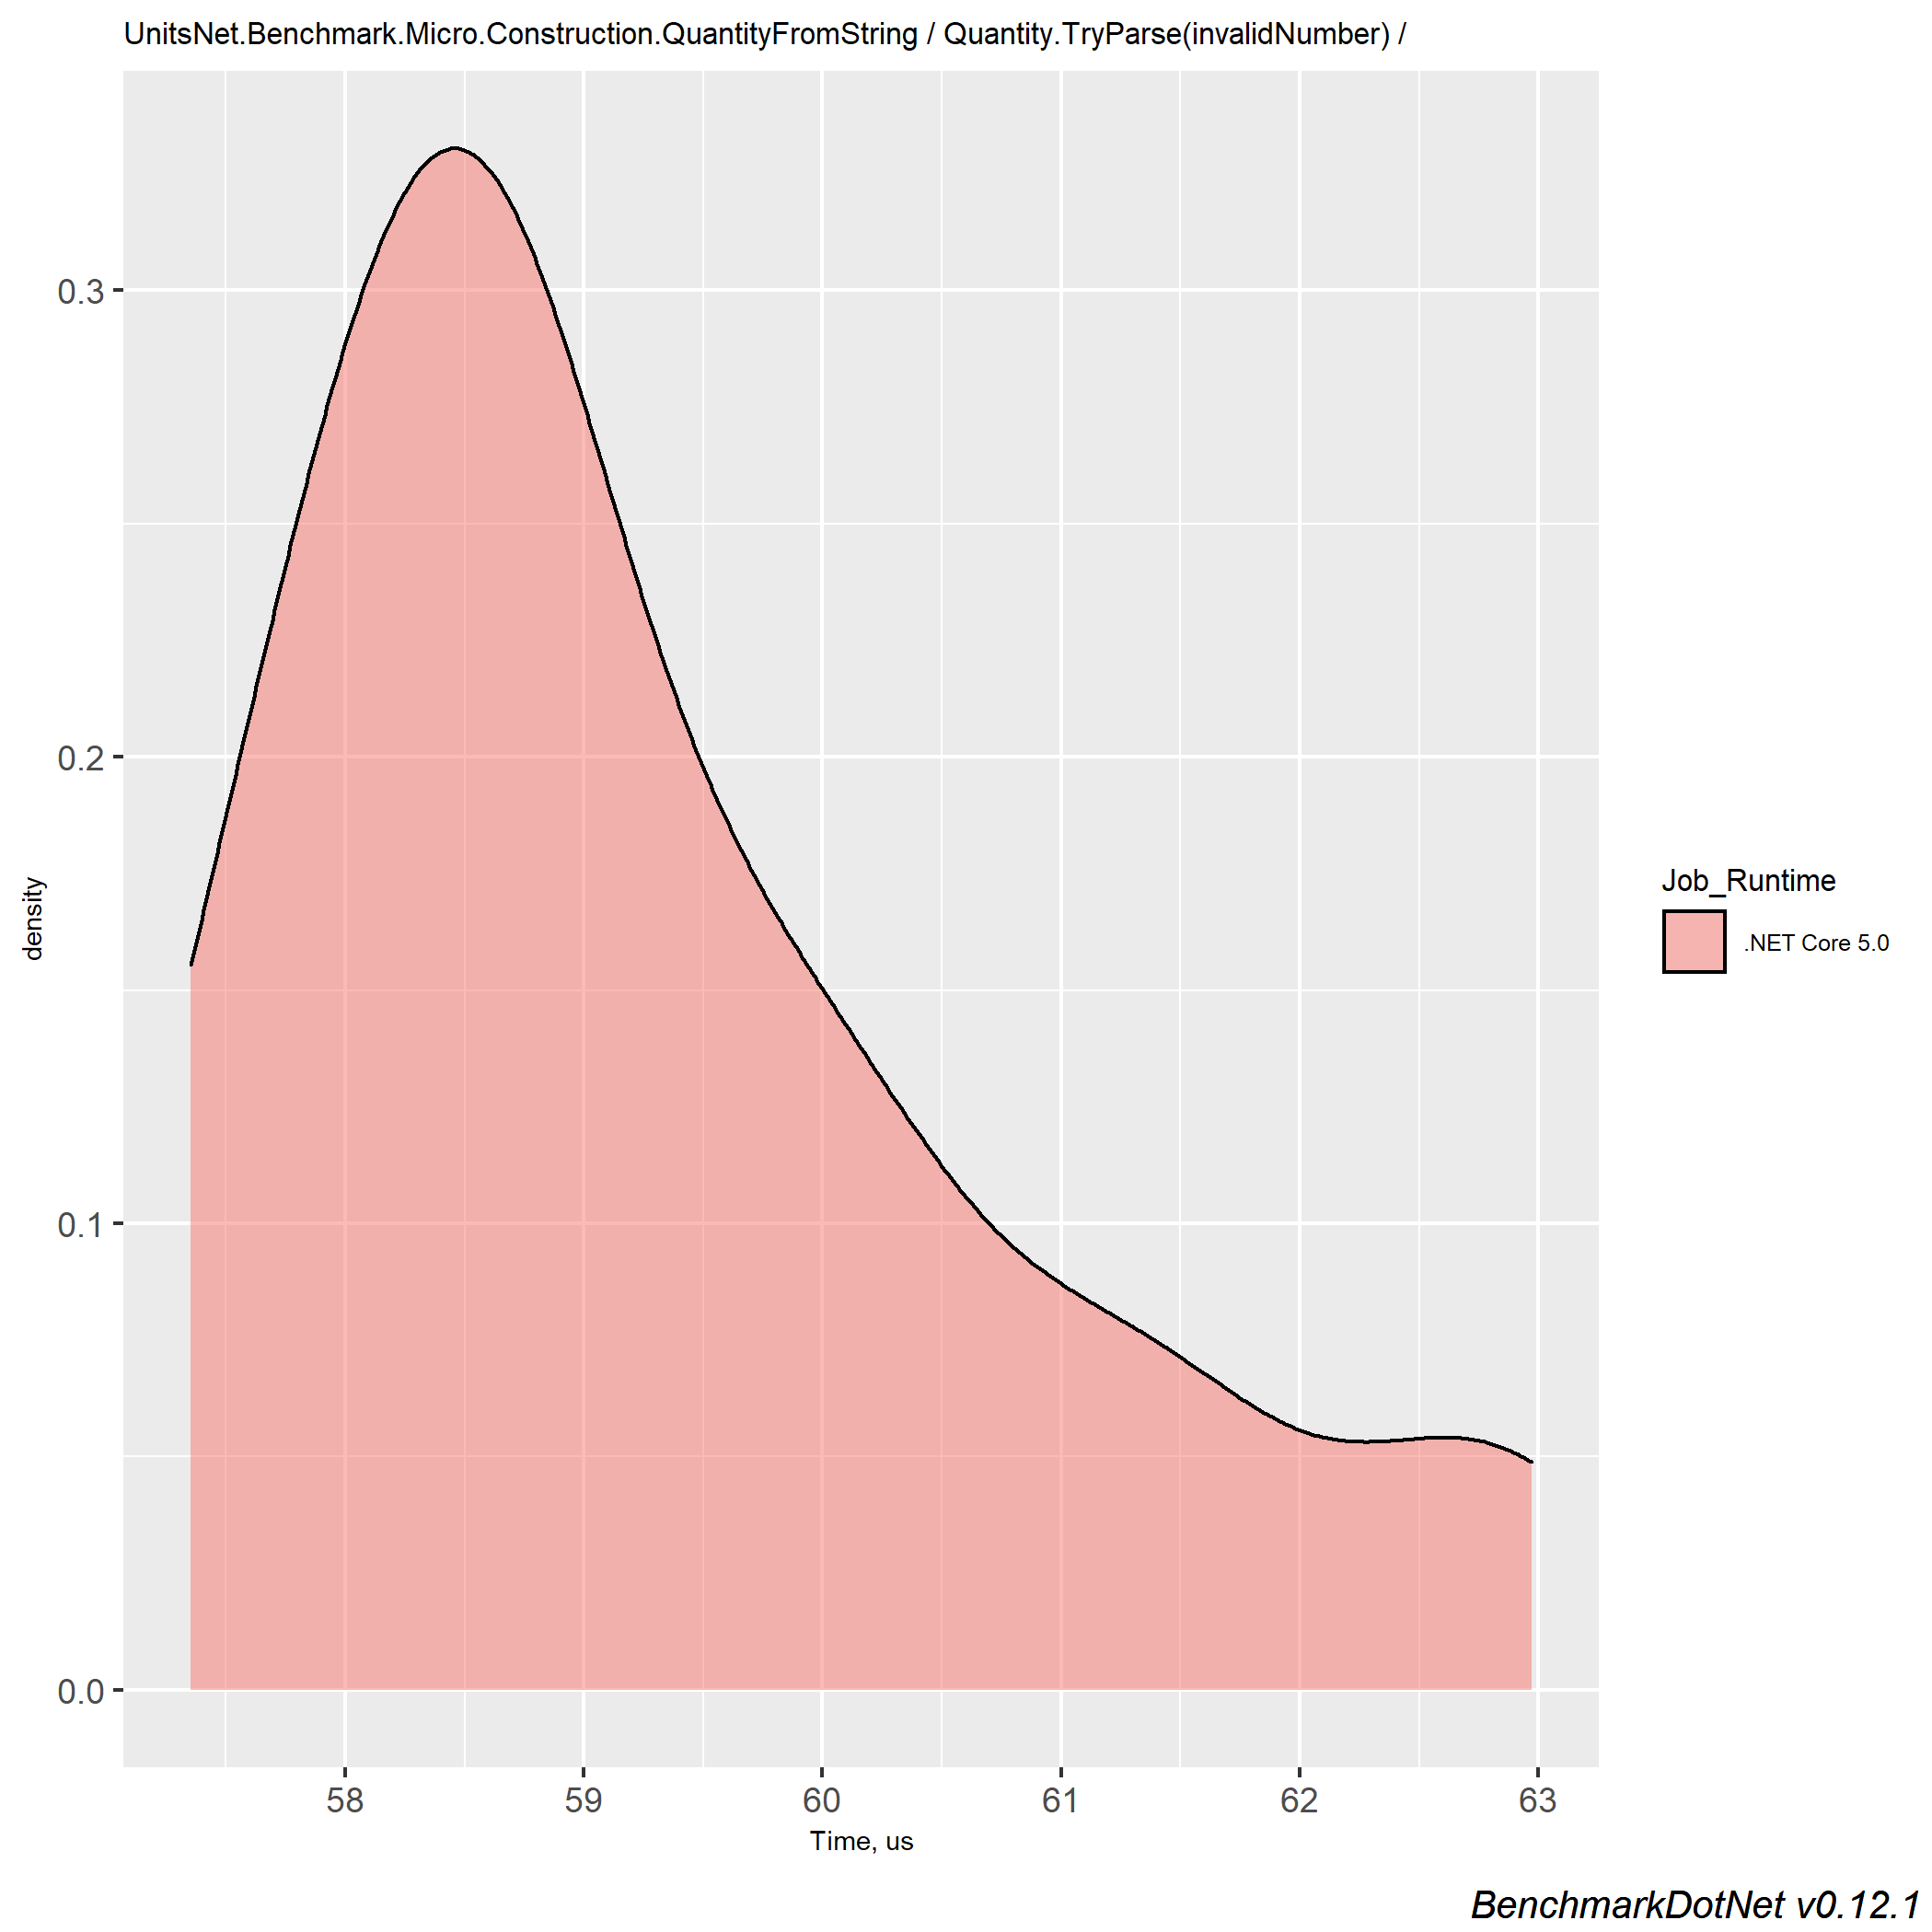 UnitsNet.Benchmark.Micro.Construction.QuantityFromString / Quantity.TryParse(invalidNumber) /
0.3
0.2
0.1
0.0
density
58 59 60 61 62 63
Time, us
Job_Runtime
.NET Core 5.0
BenchmarkDotNet v0.12.1